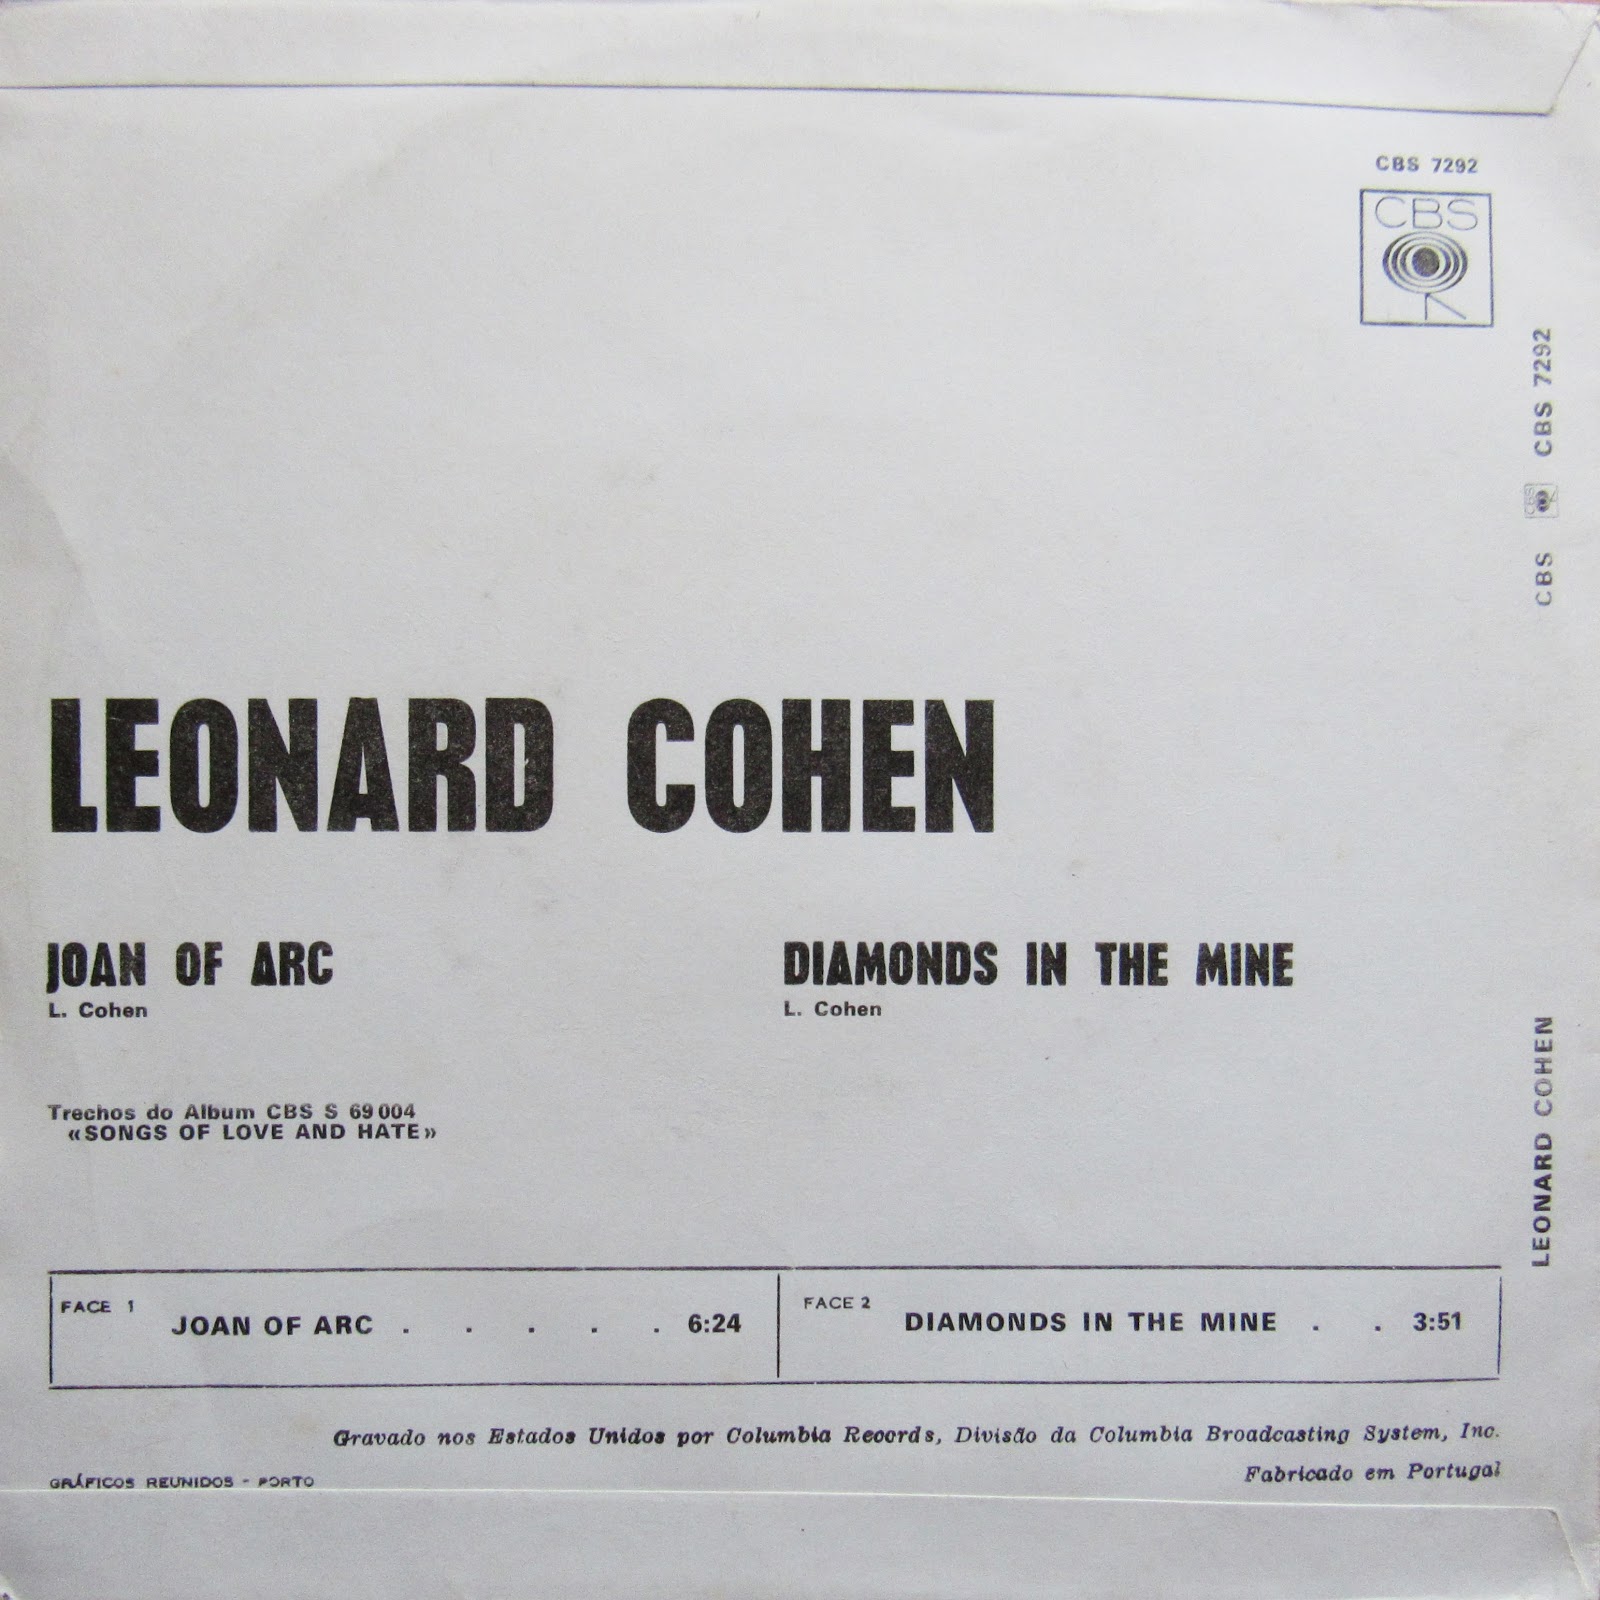 CBS 7292
CBS
LEONARD COHEN
JOAN OF ARC
L. Cohen
DIAMONDS IN THE MINE
L. Cohen
Trechos do Album CBS S 69 004
«SONGS OF LOVE AND HATE»
FACE 1
JOAN OF ARC . . . . . 6:24
FACE 2
DIAMONDS IN THE MINE . . 3:51
Gravado nos Estados Unidos por Columbia Records, Divisão da Columbia Broadcasting System, Inc.
Fabricado em Portugal
GRÁFICOS REUNIDOS - PORTO
LEONARD COHEN
CBS
CBS
CBS 7292